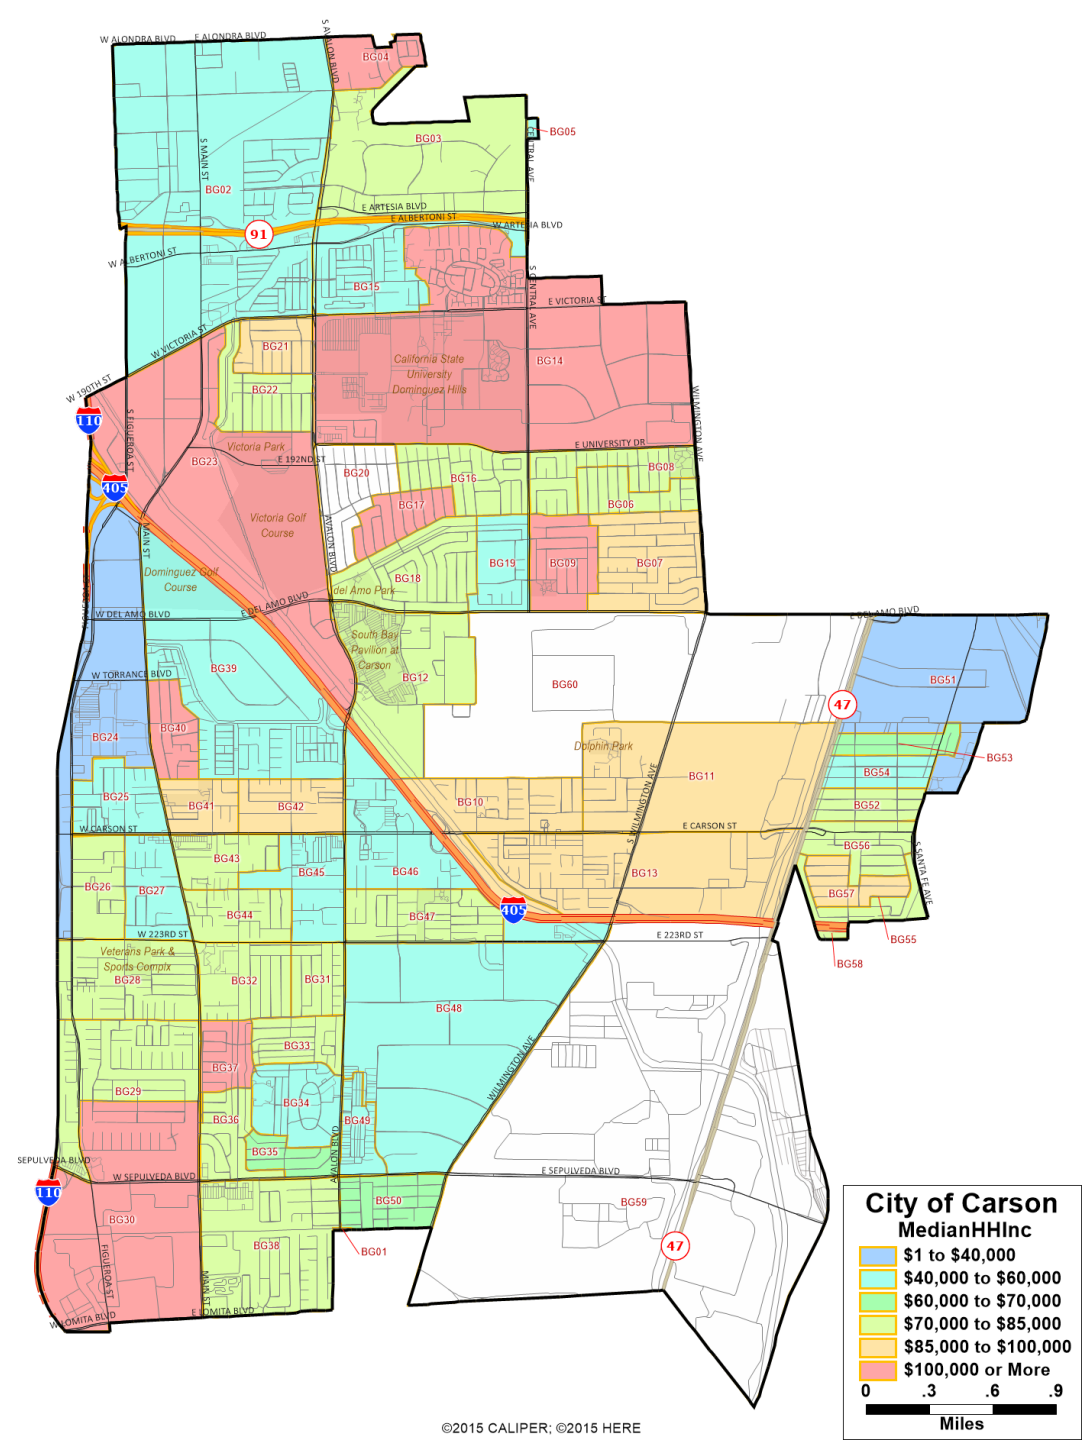 W ALONDRA BLVD
E ALONDRA BLVD
S AVALON BLVD
BG04
BG03
CENTRAL AVE
BG05
S MAIN ST
BG02
E ARTESIA BLVD
E ALBERTONI ST
W ARTESIA BLVD
91
W ALBERTONI ST
BG15
S CENTRAL AVE
E VICTORIA ST
W VICTORIA ST
BG21
California State
University
Dominguez Hills
BG14
W 190TH ST
BG22
WILMINGTON AVE
110
S FIGUEROA ST
Victoria Park
E UNIVERSITY DR
BG23
E 192ND ST
BG20
BG16
BG08
405
BG17
BG06
Victoria Golf
Course
AVALON BLVD
MAIN ST
BG19
BG09
BG07
Dominguez Golf
Course
BG18
del Amo Park
W DEL AMO BLVD
E DEL AMO BLVD
E DEL AMO BLVD
South Bay
Pavilion at
Carson
BG39
W TORRANCE BLVD
BG12
BG60
BG51
47
BG40
BG24
Dolphin Park
BG53
BG11
BG54
BG25
BG41
BG42
BG10
BG52
S WILMINGTON AVE
W CARSON ST
E CARSON ST
BG56
S SANTA FE AVE
BG43
BG45
BG46
BG13
BG26
BG27
BG57
BG44
BG47
405
BG55
W 223RD ST
E 223RD ST
BG58
Veterans Park &
Sports Complx
BG28
BG32
BG31
BG48
BG33
WILMINGTON AVE
BG37
BG29
BG34
BG36
BG49
BG35
AVALON BLVD
SEPULVEDA BLVD
W SEPULVEDA BLVD
E SEPULVEDA BLVD
110
BG50
BG59
BG30
BG38
BG01
47
FIGUEROA ST
MAIN ST
W LOMITA BLVD
E LOMITA BLVD
City of Carson
MedianHHInc
$1 to $40,000
$40,000 to $60,000
$60,000 to $70,000
$70,000 to $85,000
$85,000 to $100,000
$100,000 or More
0 .3 .6 .9
Miles
©2015 CALIPER; ©2015 HERE